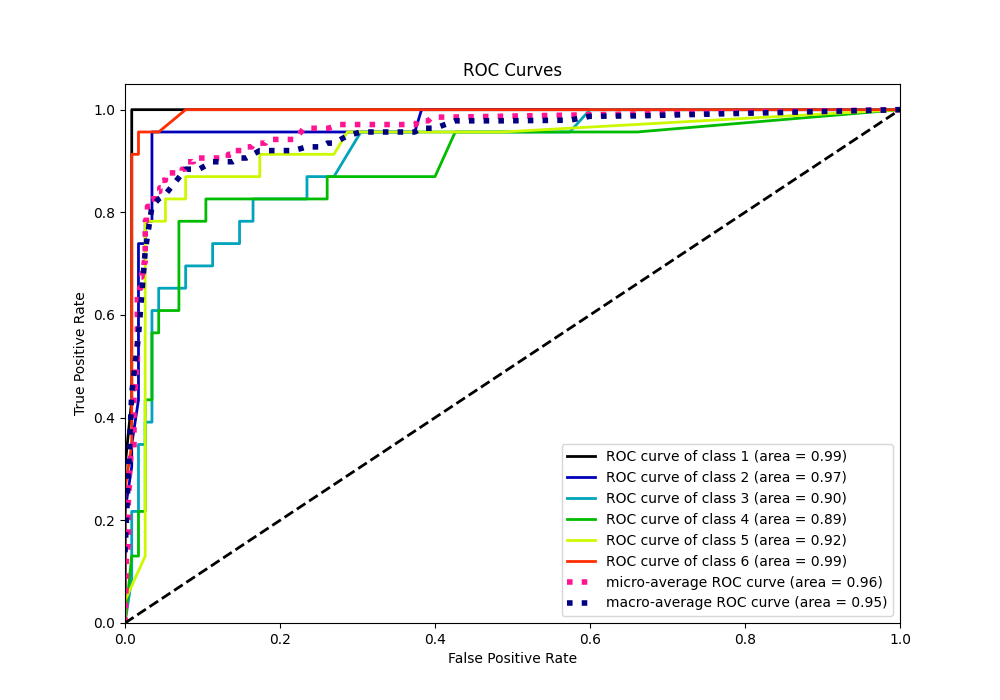 ROC Curves
1.0
0.8
0.6
0.4
0.2
0.0
True Positive Rate
ROC curve of class 1 (area = 0.99)
ROC curve of class 2 (area = 0.97)
ROC curve of class 3 (area = 0.90)
ROC curve of class 4 (area = 0.89)
ROC curve of class 5 (area = 0.92)
ROC curve of class 6 (area = 0.99)
micro-average ROC curve (area = 0.96)
macro-average ROC curve (area = 0.95)
0.0 0.2 0.4 0.6 0.8 1.0
False Positive Rate